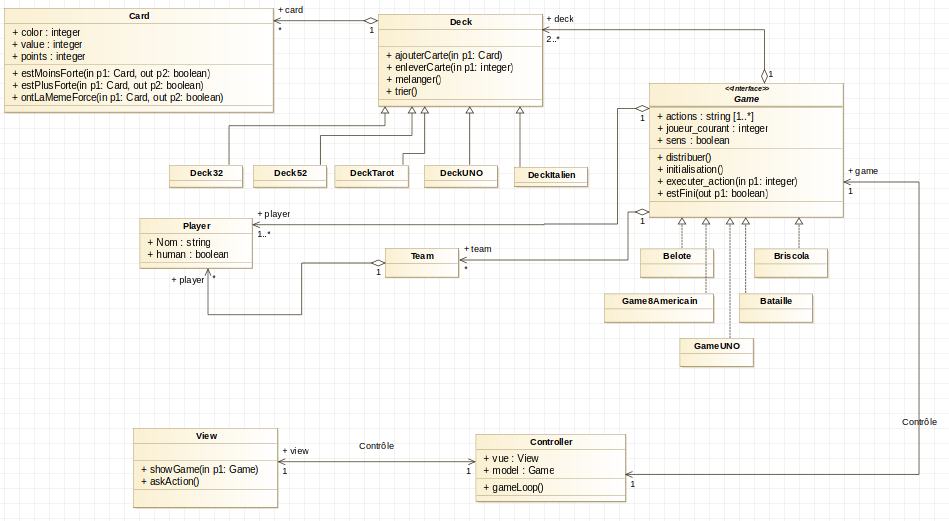 Card
+ color : integer
+ value : integer
+ points : integer
+ estMoinsForte(in p1: Card, out p2: boolean)
+ estPlusForte(in p1: Card, out p2: boolean)
+ ontLaMemeForce(in p1: Card, out p2: boolean)
+ card
*
1
Deck
+ ajouterCarte(in p1: Card)
+ enleverCarte(in p1: integer)
+ melanger()
+ trier()
+ deck
2..*
1
<<Interface>>
Game
+ actions : string [1..*]
+ joueur_courant : integer
+ sens : boolean
+ distribuer()
+ initialisation()
+ executer_action(in p1: integer)
+ estFini(out p1: boolean)
1
1
+ game
1
Deck32
Deck52
DeckTarot
DeckUNO
DeckItalien
Player
+ Nom : string
+ human : boolean
+ player
1..*
+ player
*
Team
1
+ team
*
Belote
Briscola
Game8Americain
Bataille
GameUNO
Contrôle
View
+ showGame(in p1: Game)
+ askAction()
+ view
1
Contrôle
1
Controller
+ vue : View
+ model : Game
+ gameLoop()
1